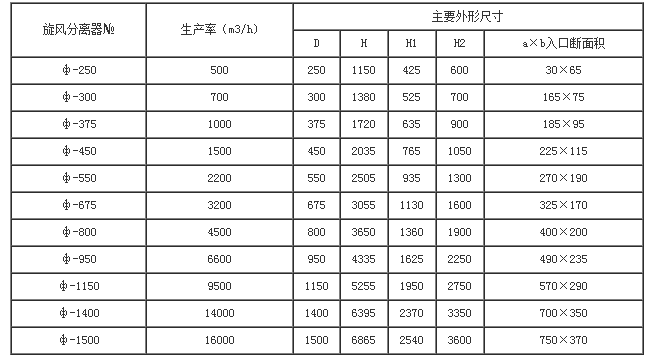 旋风分离器№ 生产率（m3/h） 主要外形尺寸
D H H1 H2 a×b入口断面积
ф-250 500 250 1150 425 600 30×65
ф-300 700 300 1380 525 700 165×75
ф-375 1000 375 1720 635 900 185×95
ф-450 1500 450 2035 765 1050 225×115
ф-550 2200 550 2505 935 1300 270×190
ф-675 3200 675 3055 1130 1600 325×170
ф-800 4500 800 3650 1360 1900 400×200
ф-950 6600 950 4335 1625 2250 490×235
ф-1150 9500 1150 5255 1950 2750 570×290
ф-1400 14000 1400 6395 2370 3350 700×350
ф-1500 16000 1500 6865 2540 3600 750×370